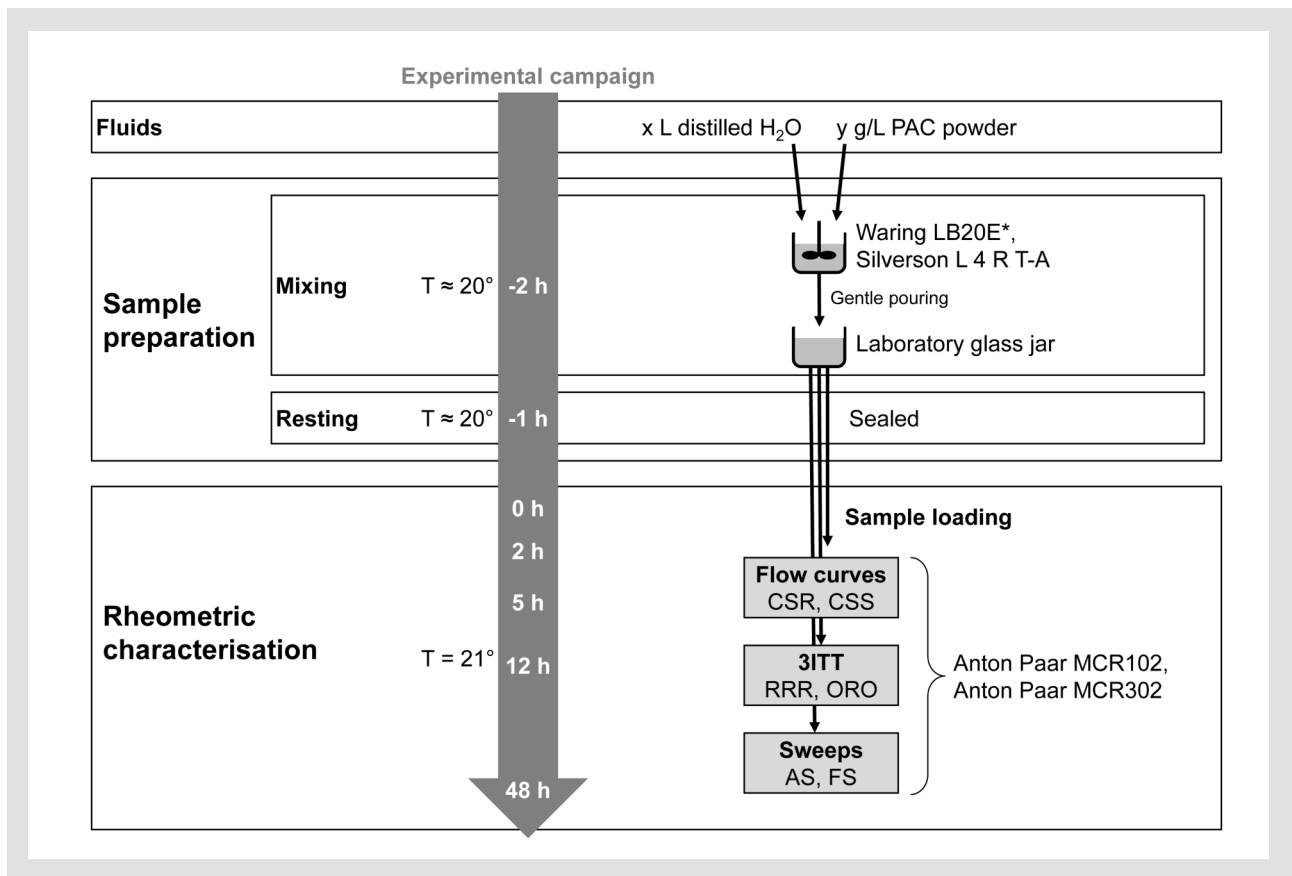 Experimental campaign
Fluids
x L distilled H₂O
y g/L PAC powder
Sample
preparation
Mixing
T ≈ 20°
-2 h
Waring LB20E*,
Silverson L 4 R T-A
Gentle pouring
Laboratory glass jar
Resting
T ≈ 20°
-1 h
Sealed
Rheometric
characterisation
T = 21°
0 h
2 h
5 h
12 h
48 h
Sample loading
Flow curves
CSR, CSS
3ITT
RRR, ORO
Sweeps
AS, FS
Anton Paar MCR102,
Anton Paar MCR302